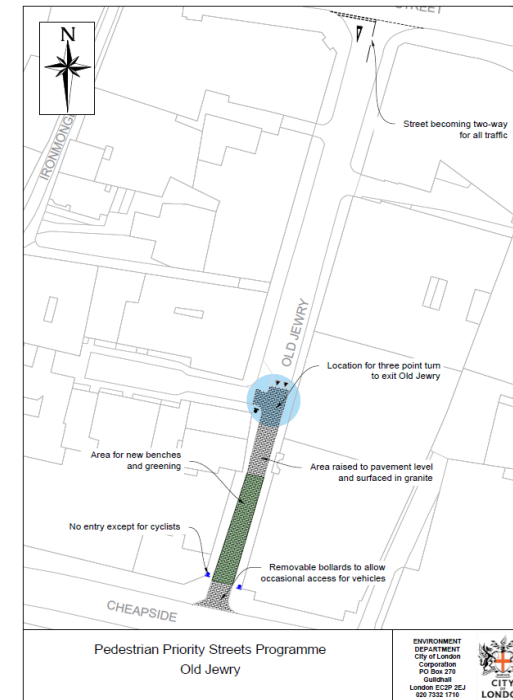 STREET
N
Street becoming two-way
for all traffic
OLD JEWRY
Location for three point turn
to exit Old Jewry
Area for new benches
and greening
Area raised to pavement level
and surfaced in granite
No entry except for cyclists
Removable bollards to allow
occasional access for vehicles
CHEAPSIDE
Pedestrian Priority Streets Programme
Old Jewry
ENVIRONMENT
DEPARTMENT
City of London
Corporation
PO Box 270
Guildhall
London EC2P 2EJ
020 7332 1710
CITY
LOND